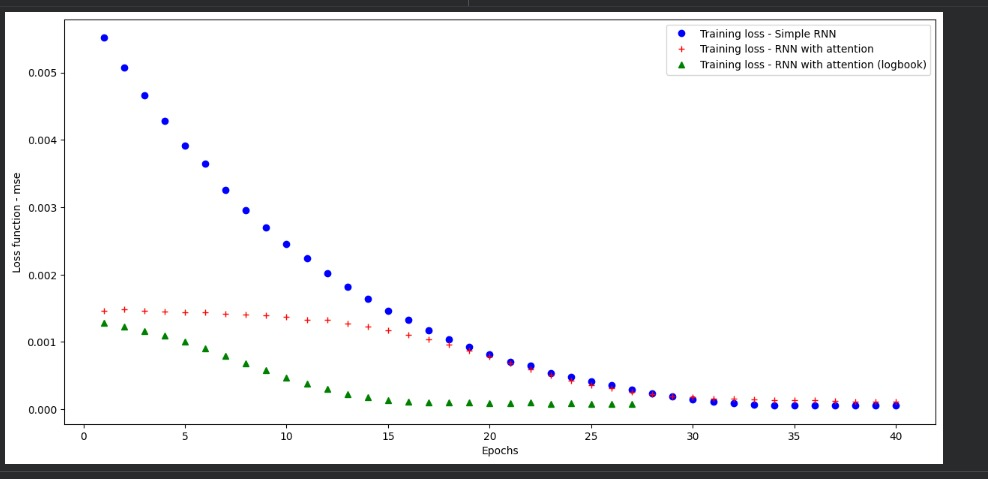 Training loss - Simple RNN
Training loss - RNN with attention
Training loss - RNN with attention (logbook)
Loss function - mse
0.005
0.004
0.003
0.002
0.001
0.000
0 5 10 15 20 25 30 35 40
Epochs